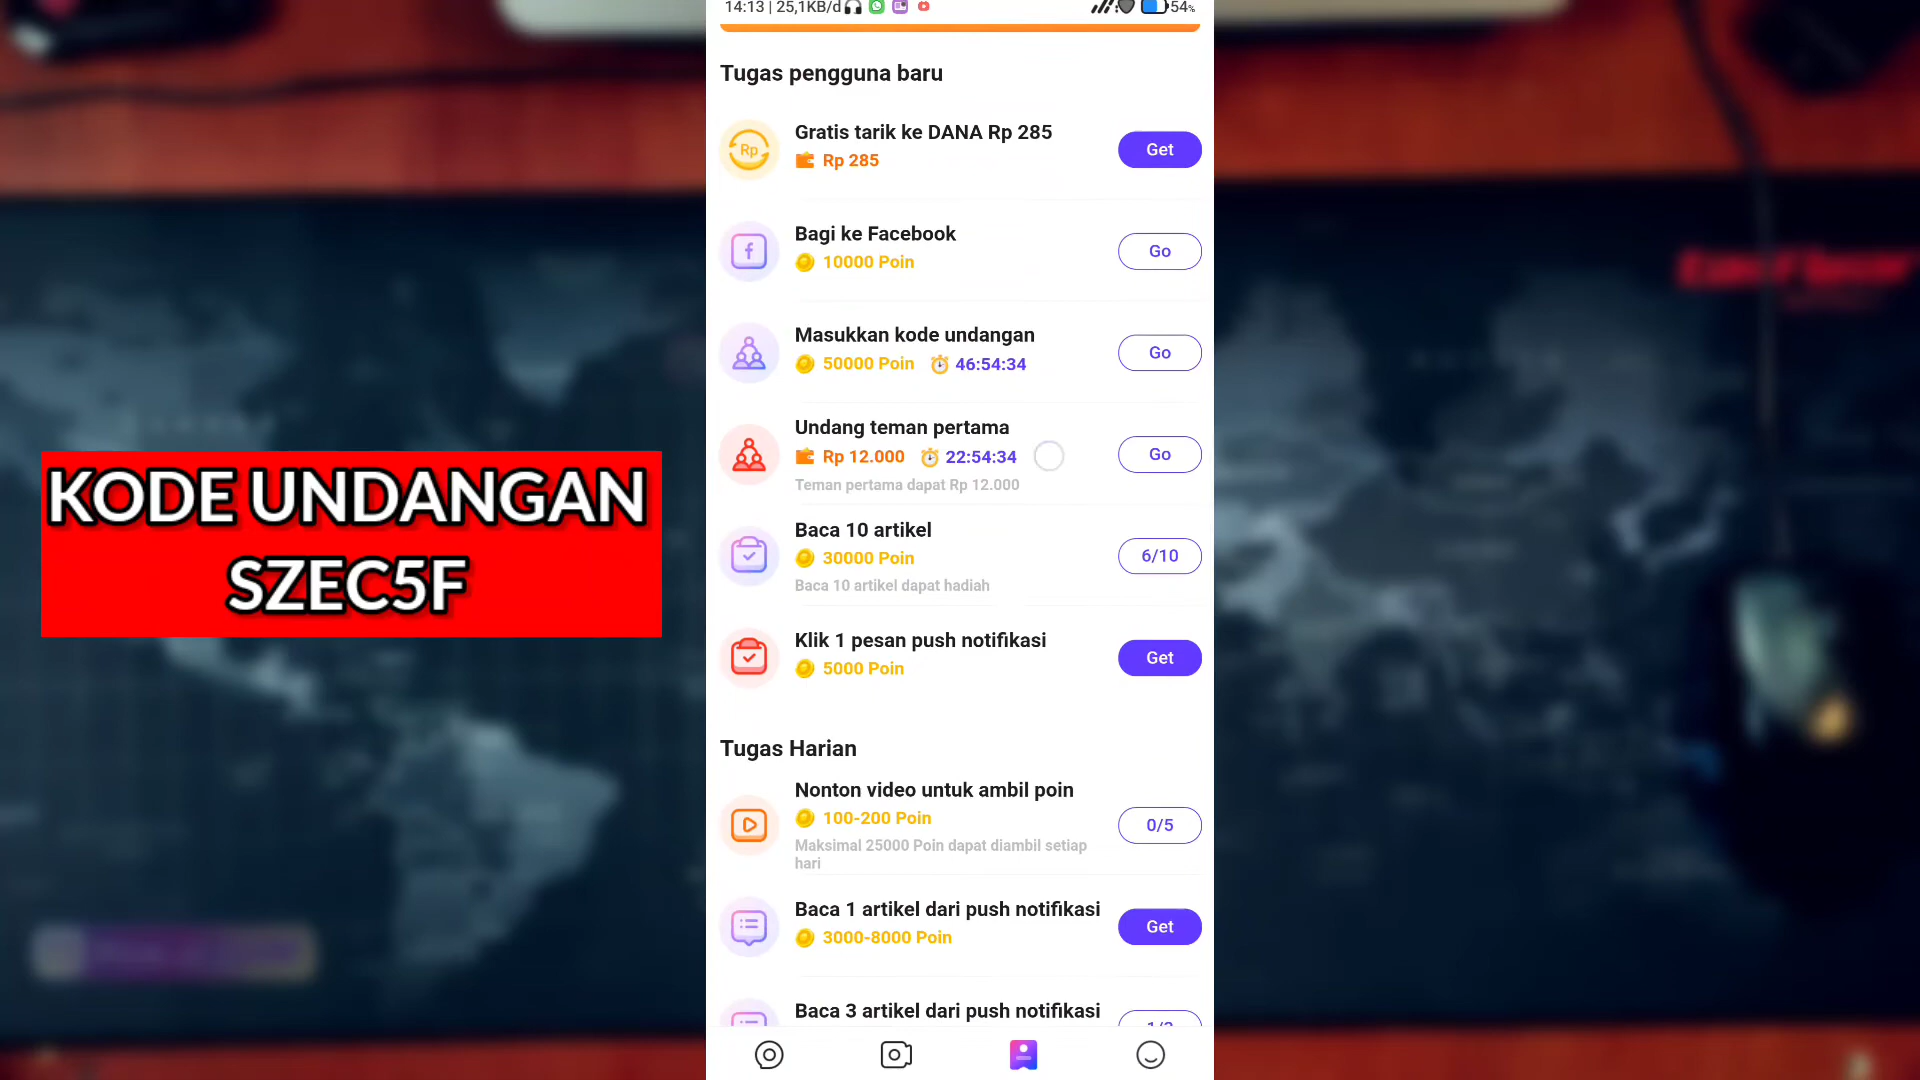 14:13 | 25,1KB/d
54%
Tugas pengguna baru
Rp
Gratis tarik ke DANA Rp 285
Rp 285
Get
Bagi ke Facebook
10000 Poin
Go
Masukkan kode undangan
50000 Poin
46:54:34
Go
Undang teman pertama
Rp 12.000
22:54:34
Teman pertama dapat Rp 12.000
Go
Baca 10 artikel
30000 Poin
Baca 10 artikel dapat hadiah
6/10
Klik 1 pesan push notifikasi
5000 Poin
Get
Tugas Harian
Nonton video untuk ambil poin
100-200 Poin
Maksimal 25000 Poin dapat diambil setiap
hari
0/5
Baca 1 artikel dari push notifikasi
3000-8000 Poin
Get
Baca 3 artikel dari push notifikasi
KODE UNDANGAN
SZEC5F